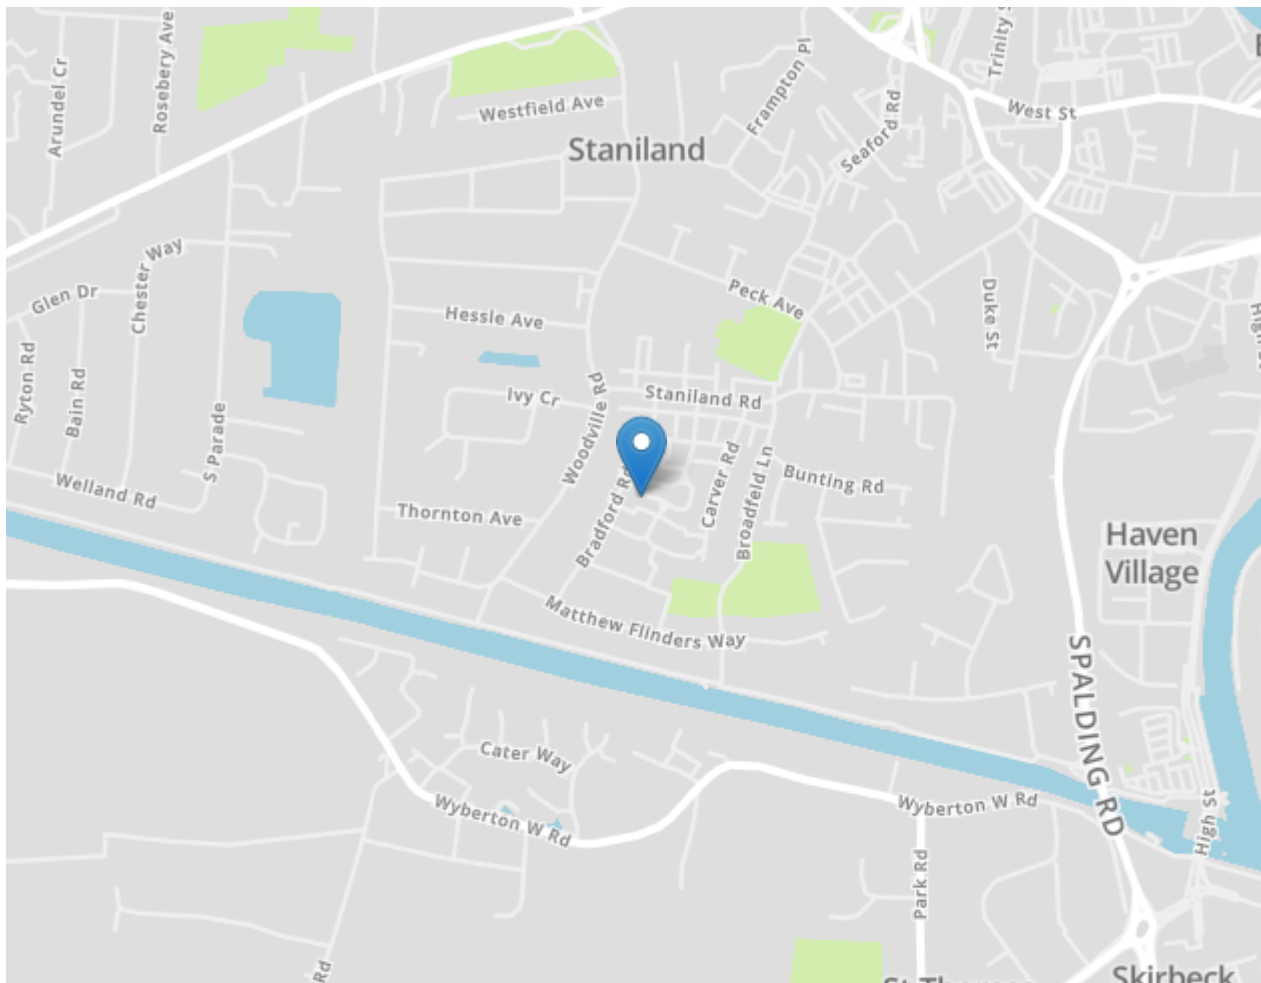 Arundel Cr
Rosebery Ave
Westfield Ave
Frampton Pl
Trinity
Seaford Rd
West St
Staniland
Chester Way
Glen Dr
Peck Ave
Duke St
Hessle Ave
Ryton Rd
Bain Rd
Ivy Cr
Staniland Rd
Woodville Rd
S Parade
Carver Rd
Broadfeld Ln
Bunting Rd
Welland Rd
Thornton Ave
Bradford Rd
Haven
Village
Matthew Flinders Way
SPALDING RD
Cater Way
Wyberton W Rd
Wyberton W Rd
High St
Park Rd
Rd
Skirbeck